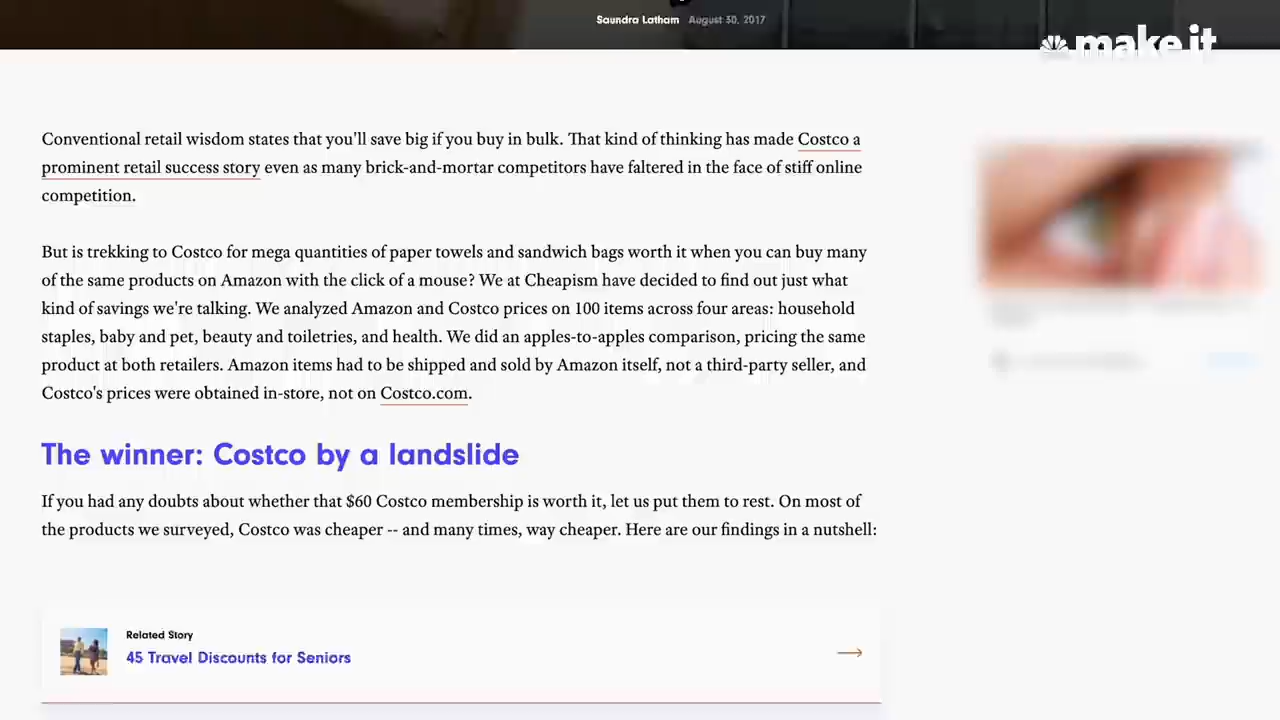 Saundra Latham August 30, 2017
make it
Conventional retail wisdom states that you'll save big if you buy in bulk. That kind of thinking has made Costco a
prominent retail success story even as many brick-and-mortar competitors have faltered in the face of stiff online
competition.
But is trekking to Costco for mega quantities of paper towels and sandwich bags worth it when you can buy many
of the same products on Amazon with the click of a mouse? We at Cheapism have decided to find out just what
kind of savings we're talking. We analyzed Amazon and Costco prices on 100 items across four areas: household
staples, baby and pet, beauty and toiletries, and health. We did an apples-to-apples comparison, pricing the same
product at both retailers. Amazon items had to be shipped and sold by Amazon itself, not a third-party seller, and
Costco's prices were obtained in-store, not on Costco.com.
The winner: Costco by a landslide
If you had any doubts about whether that $60 Costco membership is worth it, let us put them to rest. On most of
the products we surveyed, Costco was cheaper -- and many times, way cheaper. Here are our findings in a nutshell:
Related Story
45 Travel Discounts for Seniors